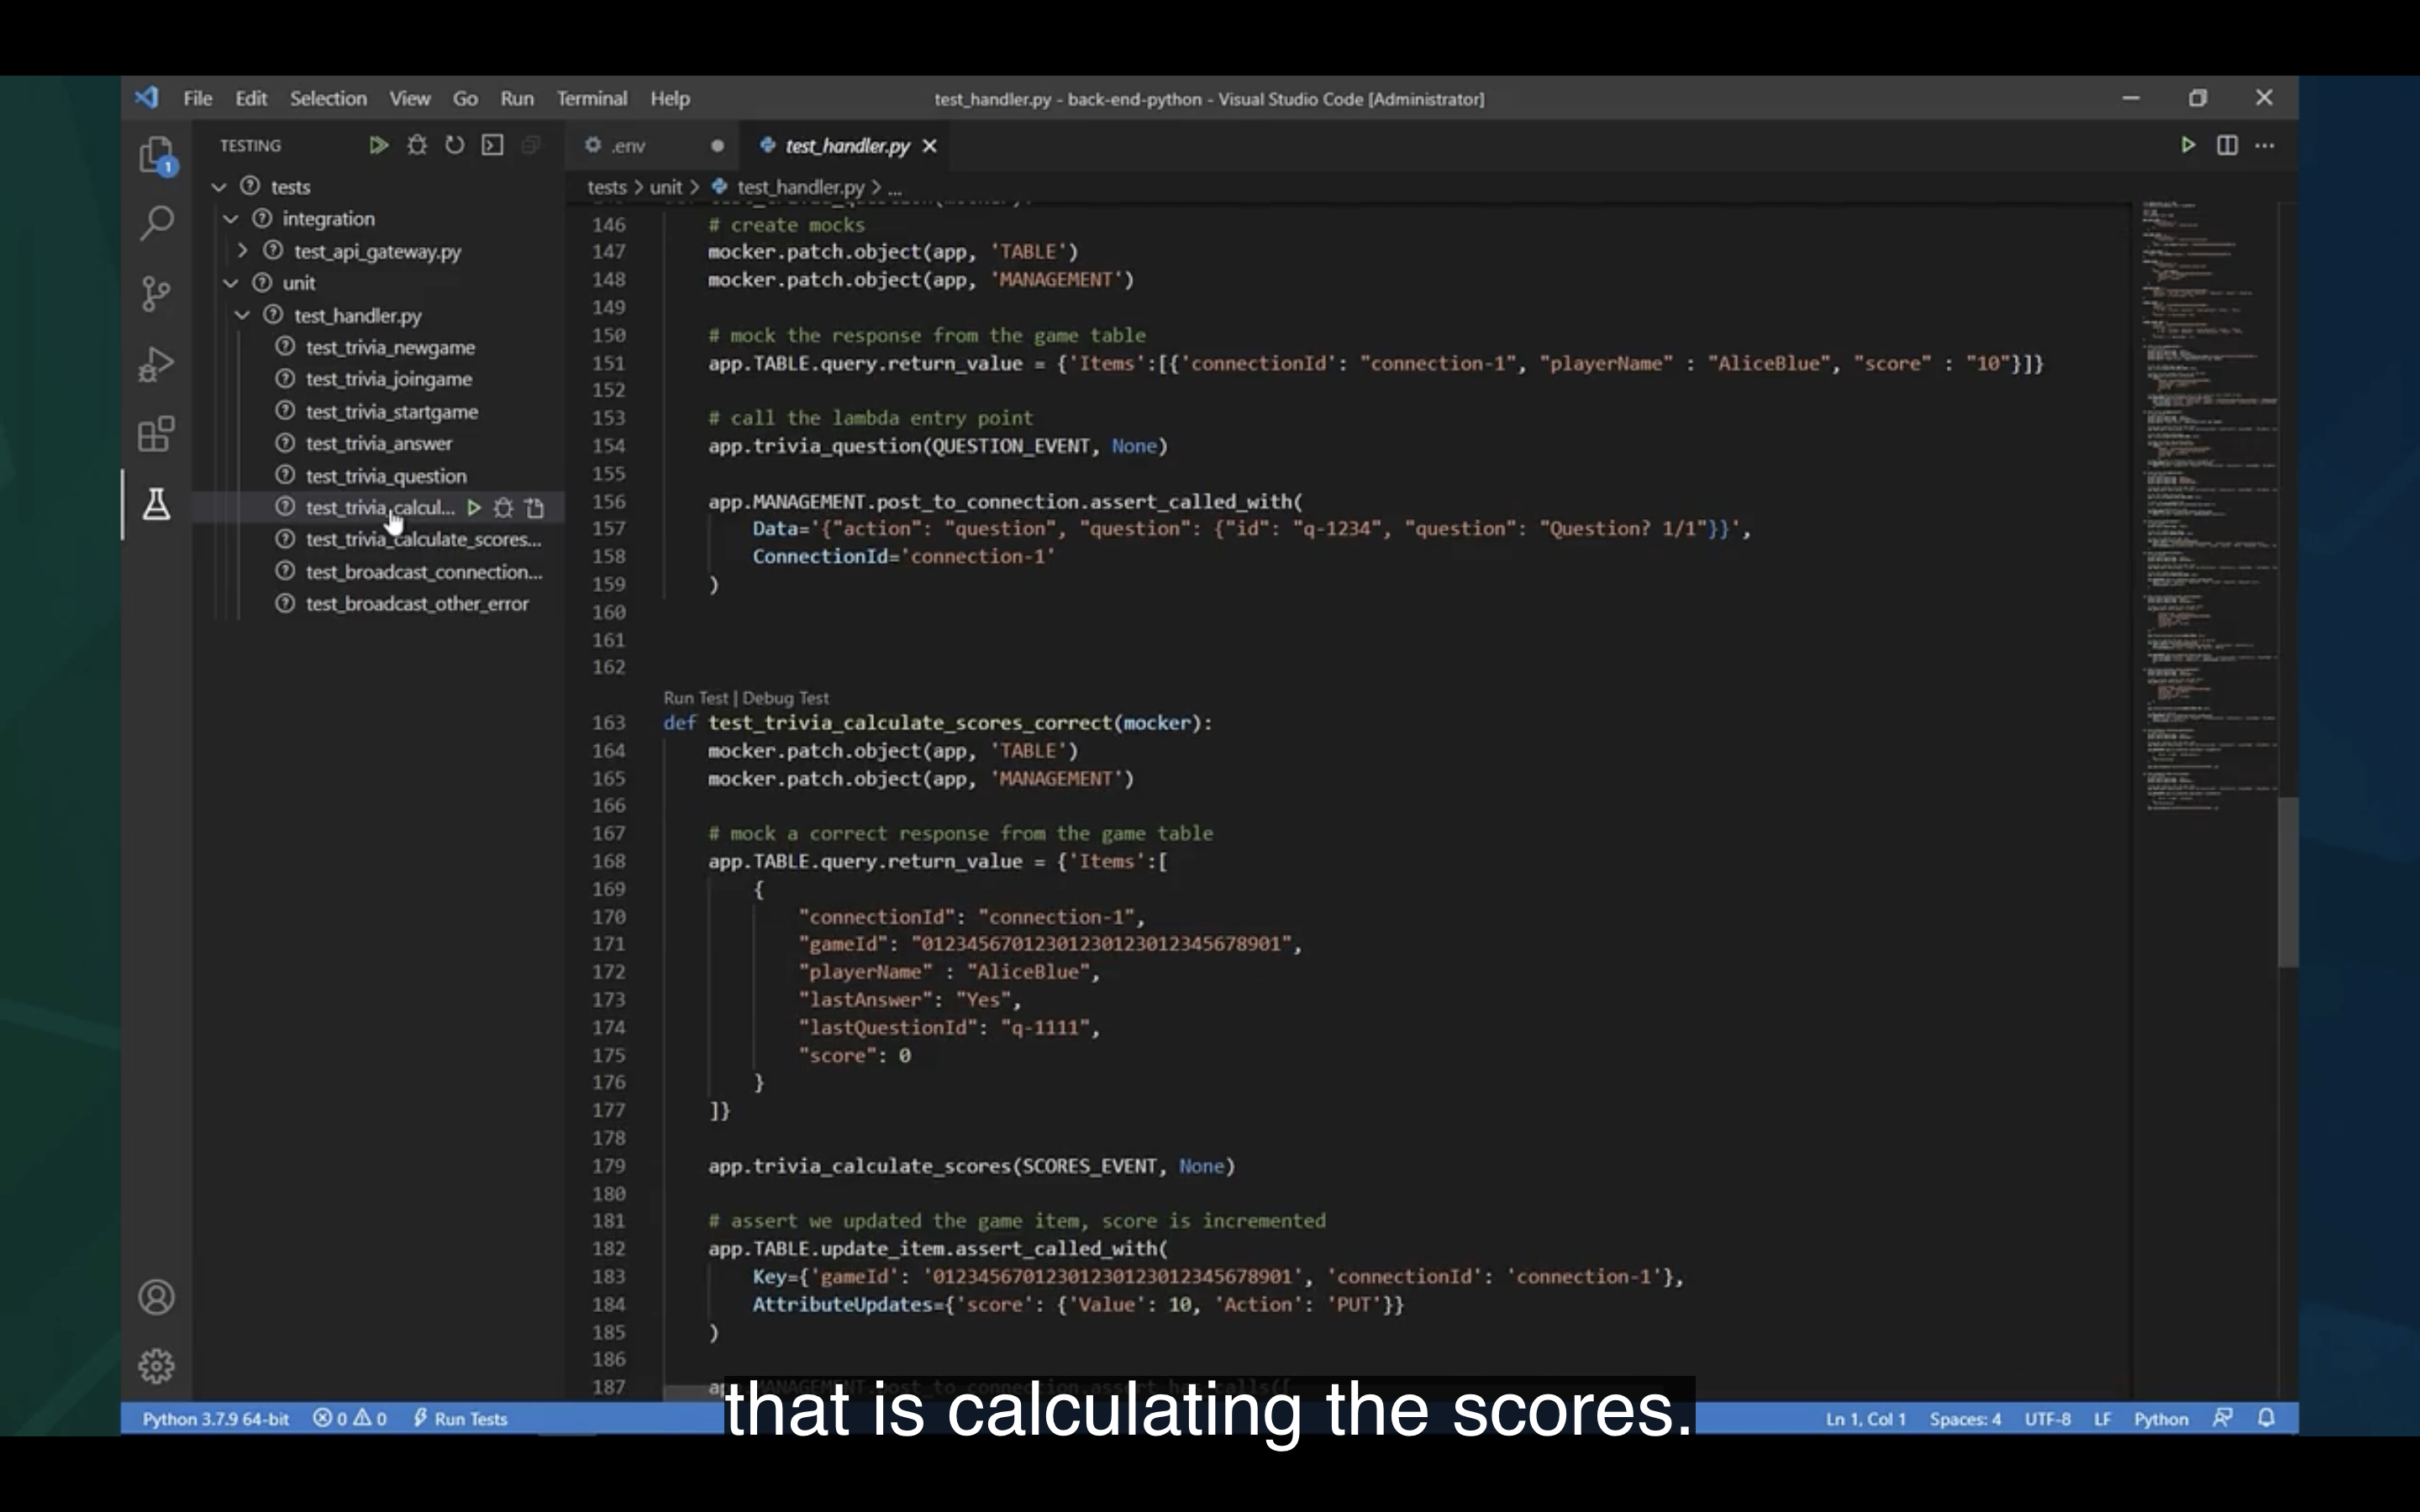 File Edit Selection View Go Run Terminal Help
test_handler.py - back-end-python - Visual Studio Code [Administrator]
1
TESTING
tests
integration
test_api_gateway.py
unit
test_handler.py
test_trivia_newgame
test_trivia_joingame
test_trivia_startgame
test_trivia_answer
test_trivia_question
test_trivia_calcul...
test_trivia_calculate_scores...
test_broadcast_connection...
test_broadcast_other_error
.env
test_handler.py
tests > unit > test_handler.py > ...
146 # create mocks
147 mocker.patch.object(app, 'TABLE')
148 mocker.patch.object(app, 'MANAGEMENT')
149
150 # mock the response from the game table
151 app.TABLE.query.return_value = {'Items':[{'connectionId': "connection-1", "playerName" : "AliceBlue", "score" : "10"}]}
152
153 # call the lambda entry point
154 app.trivia_question(QUESTION_EVENT, None)
155
156 app.MANAGEMENT.post_to_connection.assert_called_with(
157 Data='{"action": "question", "question": {"id": "q-1234", "question": "Question? 1/1"}}',
158 ConnectionId='connection-1'
159 )
160
161
162
Run Test | Debug Test
163 def test_trivia_calculate_scores_correct(mocker):
164 mocker.patch.object(app, 'TABLE')
165 mocker.patch.object(app, 'MANAGEMENT')
166
167 # mock a correct response from the game table
168 app.TABLE.query.return_value = {'Items':[
169 {
170 "connectionId": "connection-1",
171 "gameId": "01234567012301230123012345678901",
172 "playerName" : "AliceBlue",
173 "lastAnswer": "Yes",
174 "lastQuestionId": "q-1111",
175 "score": 0
176 }
177 ]}
178
179 app.trivia_calculate_scores(SCORES_EVENT, None)
180
181 # assert we updated the game item, score is incremented
182 app.TABLE.update_item.assert_called_with(
183 Key={'gameId': '01234567012301230123012345678901', 'connectionId': 'connection-1'},
184 AttributeUpdates={'score': {'Value': 10, 'Action': 'PUT'}}
185 )
186
187
that is calculating the scores.
Python 3.7.9 64-bit 0 0 Run Tests
Ln 1, Col 1 Spaces: 4 UTF-8 LF Python